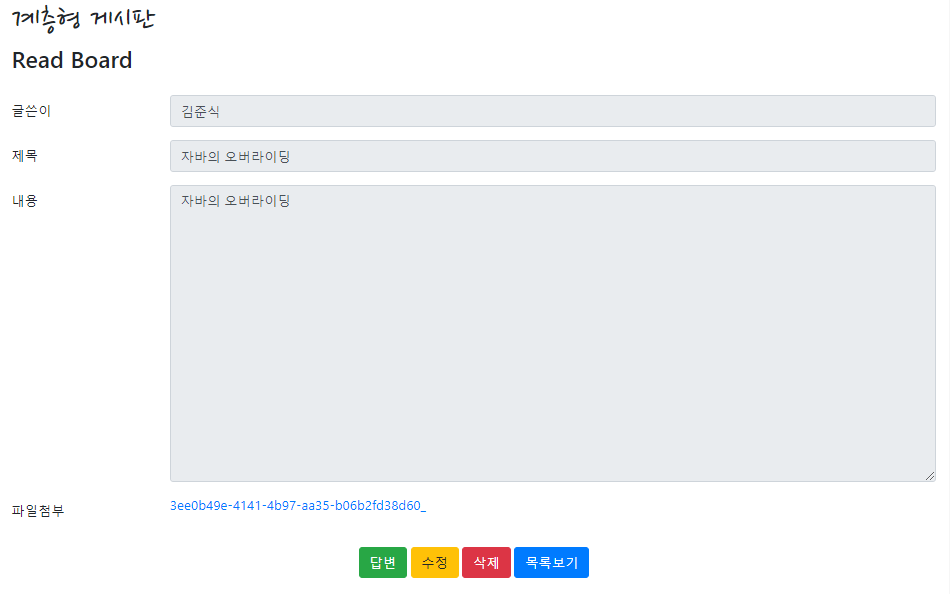 계층형 게시판
Read Board
글쓴이
김준식
제목
자바의 오버라이딩
내용
자바의 오버라이딩
파일첨부
3ee0b49e-4141-4b97-aa35-b06b2fd38d60_
답변 수정 삭제 목록보기